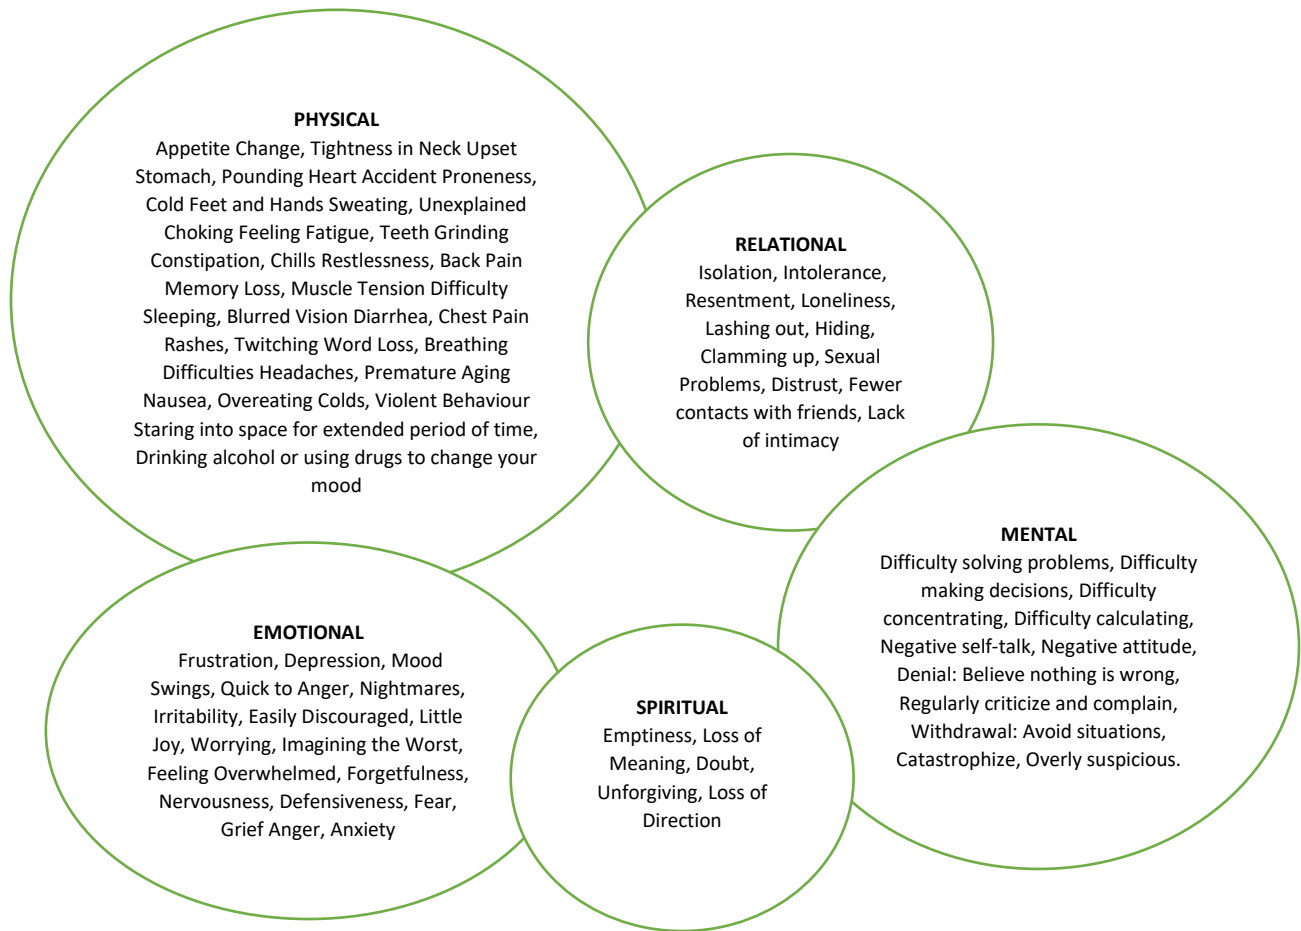 PHYSICAL
Appetite Change, Tightness in Neck Upset
Stomach, Pounding Heart Accident Proneness,
Cold Feet and Hands Sweating, Unexplained
Choking Feeling Fatigue, Teeth Grinding
Constipation, Chills Restlessness, Back Pain
Memory Loss, Muscle Tension Difficulty
Sleeping, Blurred Vision Diarrhea, Chest Pain
Rashes, Twitching Word Loss, Breathing
Difficulties Headaches, Premature Aging
Nausea, Overeating Colds, Violent Behaviour
Staring into space for extended period of time,
Drinking alcohol or using drugs to change your
mood
RELATIONAL
Isolation, Intolerance,
Resentment, Loneliness,
Lashing out, Hiding,
Clamming up, Sexual
Problems, Distrust, Fewer
contacts with friends, Lack
of intimacy
MENTAL
Difficulty solving problems, Difficulty
making decisions, Difficulty
concentrating, Difficulty calculating,
Negative self-talk, Negative attitude,
Denial: Believe nothing is wrong,
Regularly criticize and complain,
Withdrawal: Avoid situations,
Catastrophize, Overly suspicious.
EMOTIONAL
Frustration, Depression, Mood
Swings, Quick to Anger, Nightmares,
Irritability, Easily Discouraged, Little
Joy, Worrying, Imagining the Worst,
Feeling Overwhelmed, Forgetfulness,
Nervousness, Defensiveness, Fear,
Grief Anger, Anxiety
SPIRITUAL
Emptiness, Loss of
Meaning, Doubt,
Unforgiving, Loss of
Direction